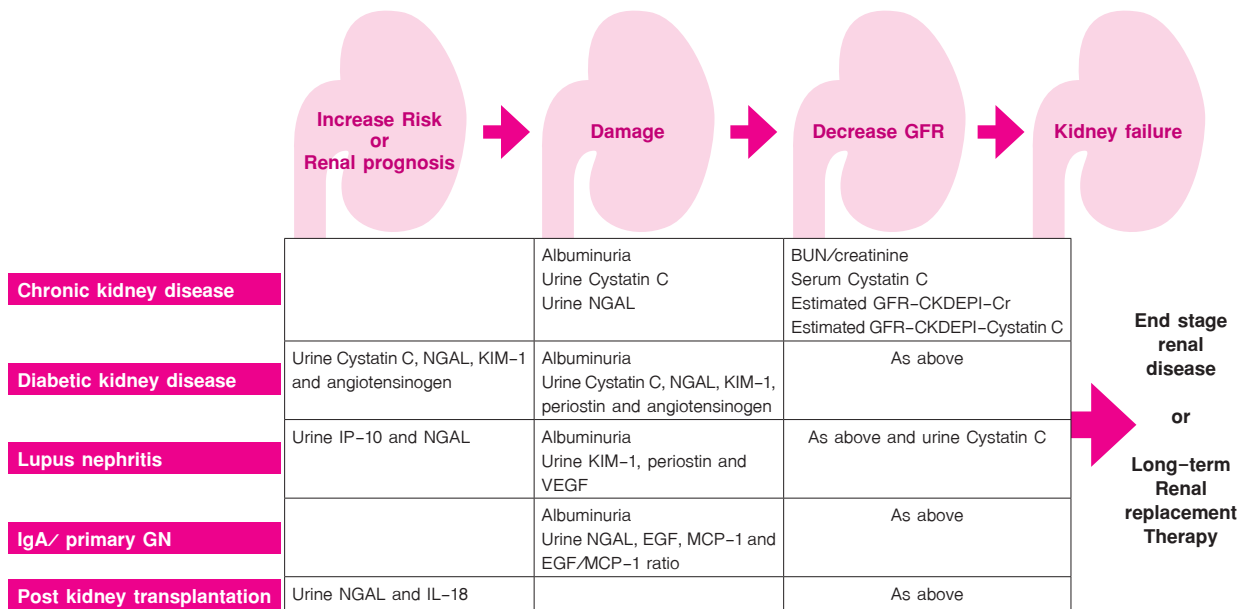 Increase Risk
or
Renal prognosis
Damage
Decrease GFR
Kidney failure
Chronic kidney disease
Albuminuria
Urine Cystatin C
Urine NGAL
BUN/creatinine
Serum Cystatin C
Estimated GFR-CKDEPI-Cr
Estimated GFR-CKDEPI-Cystatin C
Diabetic kidney disease
Urine Cystatin C, NGAL, KIM-1
and angiotensinogen
Albuminuria
Urine Cystatin C, NGAL, KIM-1,
periostin and angiotensinogen
As above
Lupus nephritis
Urine IP-10 and NGAL
Albuminuria
Urine KIM-1, periostin and
VEGF
As above and urine Cystatin C
IgA/ primary GN
Albuminuria
Urine NGAL, EGF, MCP-1 and
EGF/MCP-1 ratio
As above
Post kidney transplantation
Urine NGAL and IL-18
As above
End stage
renal
disease
or
Long-term
Renal
replacement
Therapy